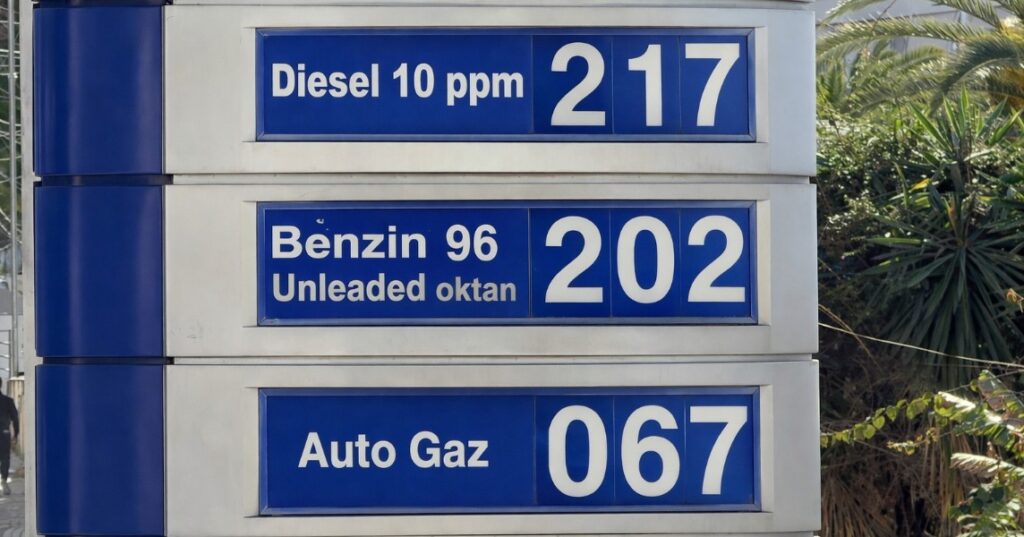 Diesel 10 ppm 217
Benzin 96 202
Unleaded oktan
Auto Gaz 067